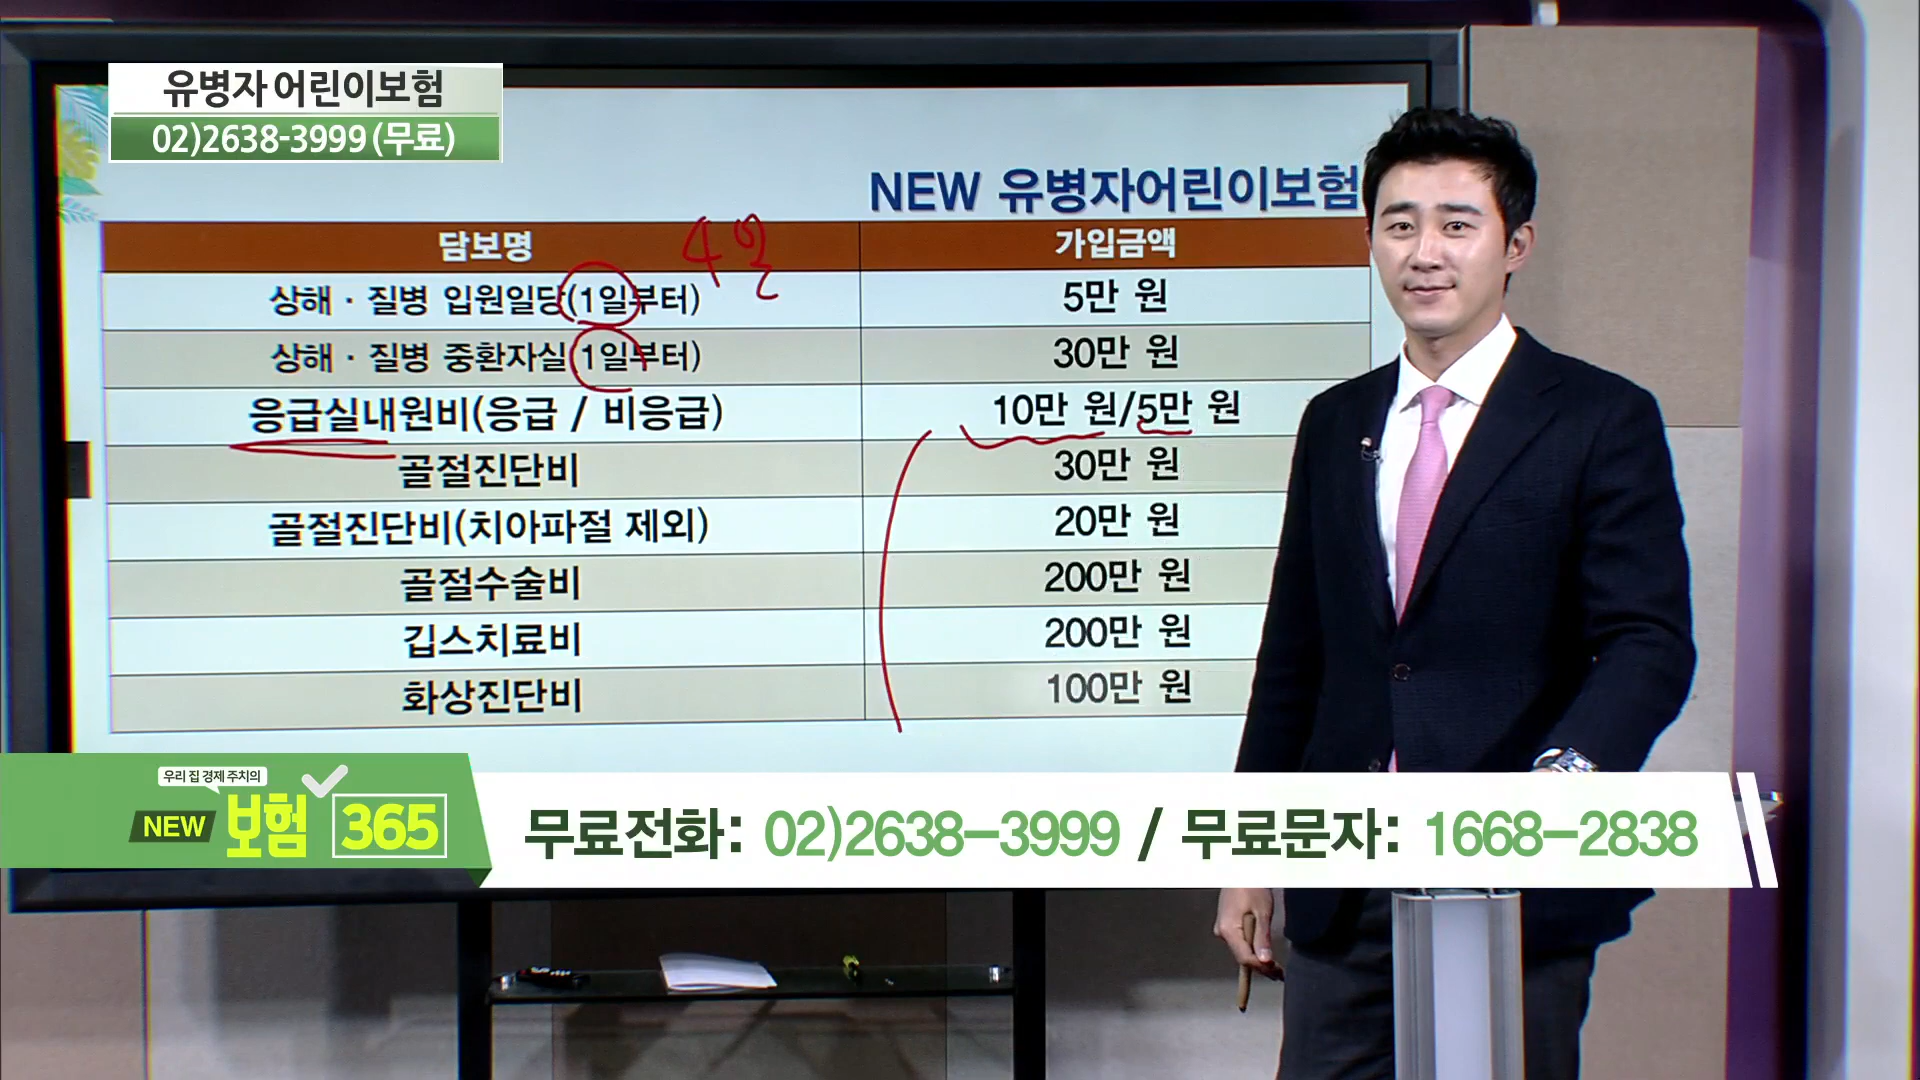 유병자 어린이보험
02)2638-3999 (무료)
NEW 유병자어린이보험
담보명 가입금액
4일
상해 · 질병 입원일당(1일부터) 5만 원
상해 · 질병 중환자실(1일부터) 30만 원
응급실내원비(응급 / 비응급) 10만 원/5만 원
골절진단비 30만 원
골절진단비(치아파절 제외) 20만 원
골절수술비 200만 원
깁스치료비 200만 원
화상진단비 100만 원
우리 집 경제 주치의
NEW 보험 365
무료전화: 02)2638-3999 / 무료문자: 1668-2838